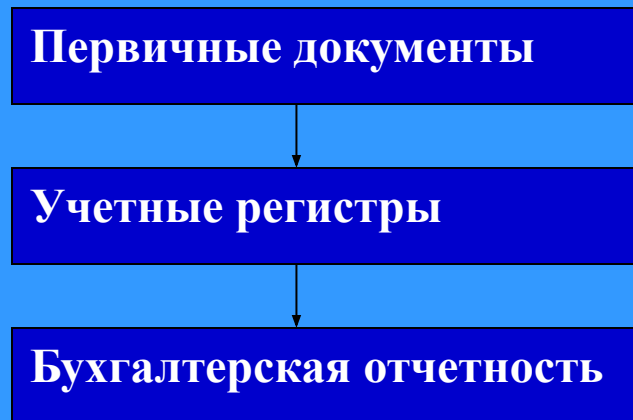 Первичные документы
Учетные регистры
Бухгалтерская отчетность